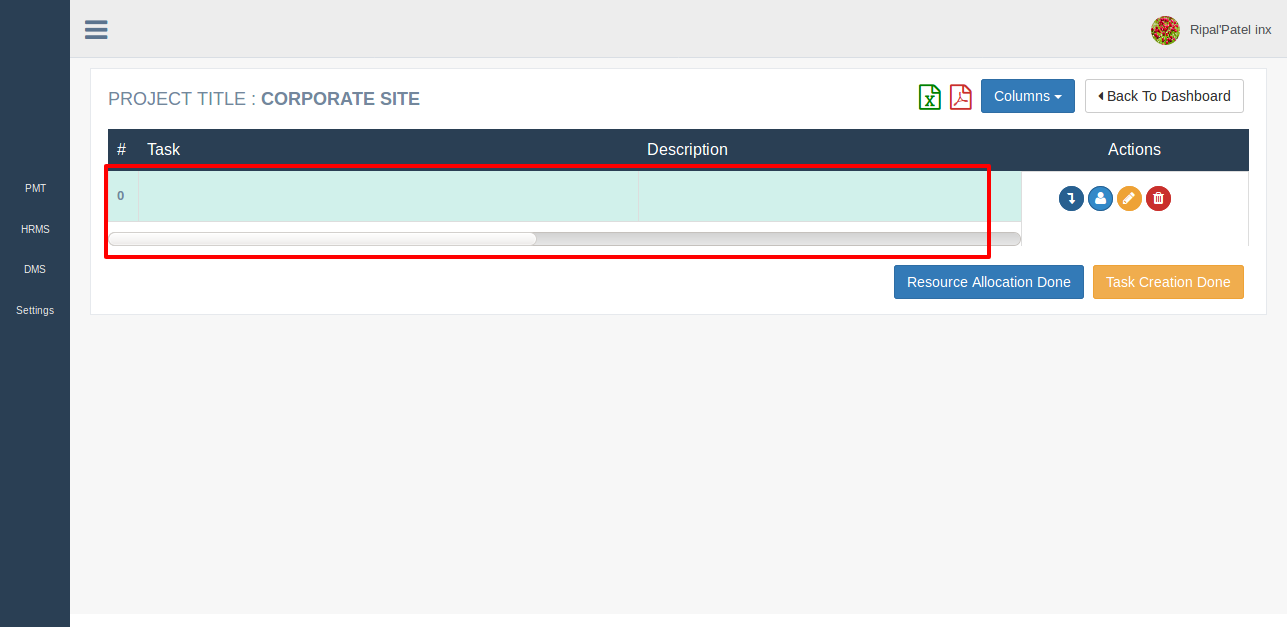 Ripal'Patel inx
PROJECT TITLE : CORPORATE SITE
X
Columns
Back To Dashboard
# Task Description Actions
0
PMT
HRMS
DMS
Settings
Resource Allocation Done
Task Creation Done